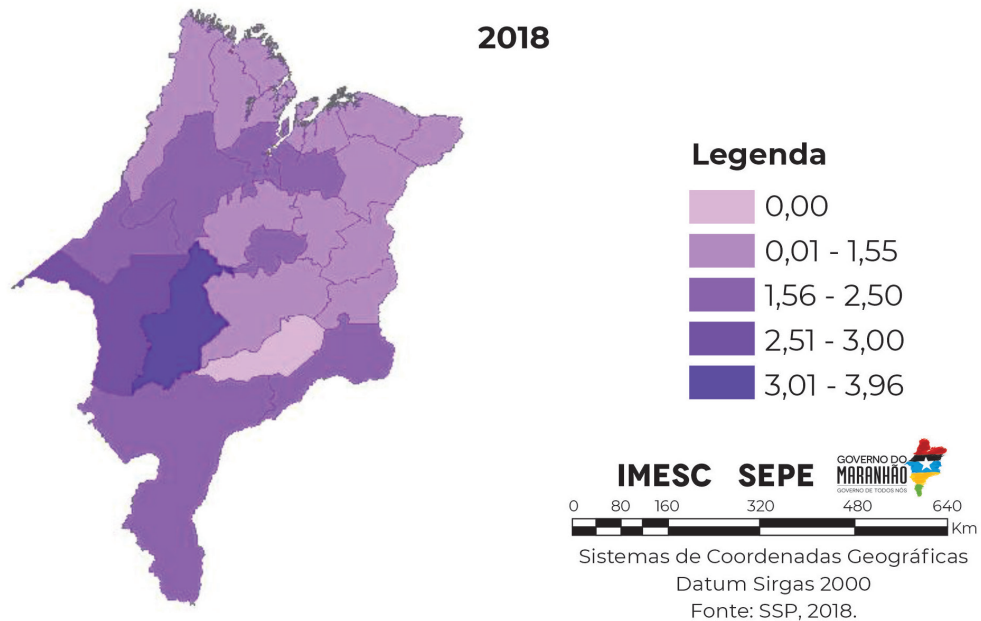 2018
Legenda
0,00
0,01 - 1,55
1,56 - 2,50
2,51 - 3,00
3,01 - 3,96
IMESC SEPE
GOVERNO DO
MARANHÃO
GOVERNO DE TODOS NÓS
0 80 160 320 480 640
Km
Sistemas de Coordenadas Geográficas
Datum Sirgas 2000
Fonte: SSP, 2018.